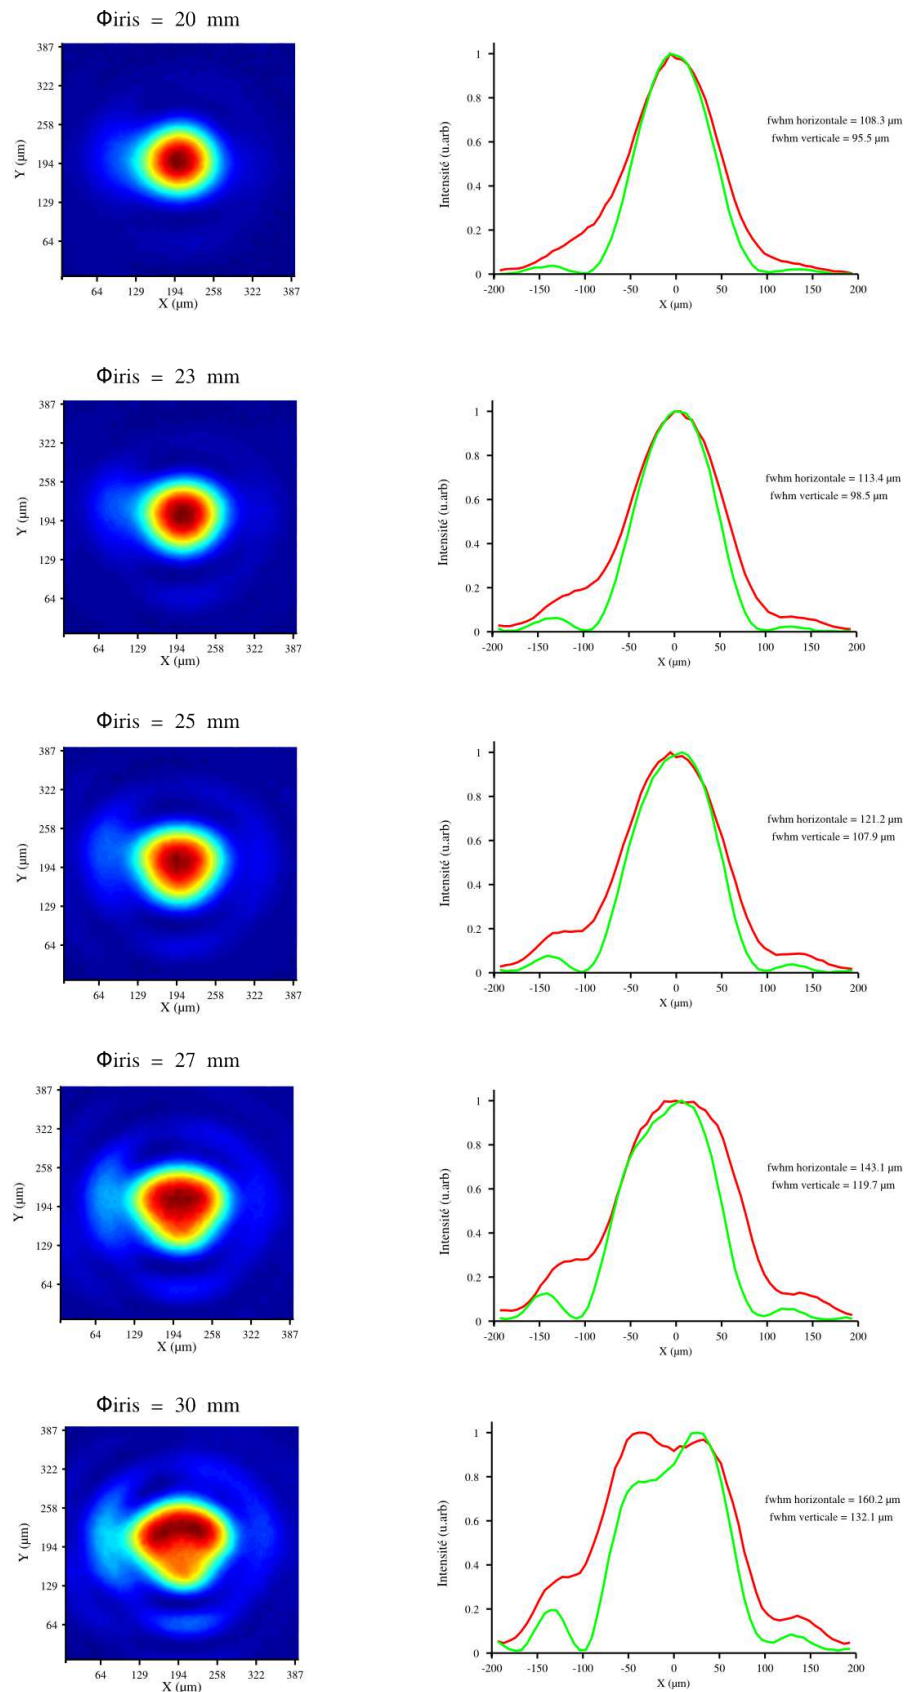 Φiris = 20 mm
387
322
258
194
129
64
Y (μm)
64 129 194 258 322 387
X (μm)
1
0.8
0.6
0.4
0.2
0
Intensité (u.arb)
-200 -150 -100 -50 0 50 100 150 200
X (μm)
fwhm horizontale = 108.3 μm
fwhm verticale = 95.5 μm
Φiris = 23 mm
387
322
258
194
129
64
Y (μm)
64 129 194 258 322 387
X (μm)
1
0.8
0.6
0.4
0.2
0
Intensité (u.arb)
-200 -150 -100 -50 0 50 100 150 200
X (μm)
fwhm horizontale = 113.4 μm
fwhm verticale = 98.5 μm
Φiris = 25 mm
387
322
258
194
129
64
Y (μm)
64 129 194 258 322 387
X (μm)
1
0.8
0.6
0.4
0.2
0
Intensité (u.arb)
-200 -150 -100 -50 0 50 100 150 200
X (μm)
fwhm horizontale = 121.2 μm
fwhm verticale = 107.9 μm
Φiris = 27 mm
387
322
258
194
129
64
Y (μm)
64 129 194 258 322 387
X (μm)
1
0.8
0.6
0.4
0.2
0
Intensité (u.arb)
-200 -150 -100 -50 0 50 100 150 200
X (μm)
fwhm horizontale = 143.1 μm
fwhm verticale = 119.7 μm
Φiris = 30 mm
387
322
258
194
129
64
Y (μm)
64 129 194 258 322 387
X (μm)
1
0.8
0.6
0.4
0.2
0
Intensité (u.arb)
-200 -150 -100 -50 0 50 100 150 200
X (μm)
fwhm horizontale = 160.2 μm
fwhm verticale = 132.1 μm